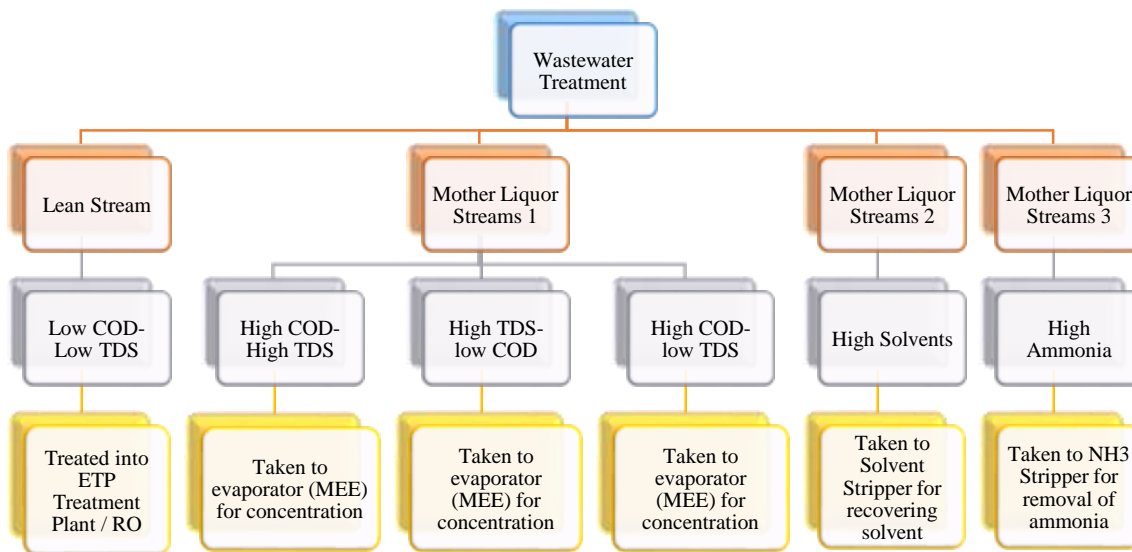 Wastewater
Treatment
Lean Stream
Mother Liquor
Streams 1
Mother Liquor
Streams 2
Mother Liquor
Streams 3
Low COD-
Low TDS
High COD-
High TDS
High TDS-
low COD
High COD-
low TDS
High Solvents
High
Ammonia
Treated into
ETP
Treatment
Plant / RO
Taken to
evaporator (MEE)
for concentration
Taken to
evaporator
(MEE) for
concentration
Taken to
evaporator
(MEE) for
concentration
Taken to
Solvent
Stripper for
recovering
solvent
Taken to NH3
Stripper for
removal of
ammonia